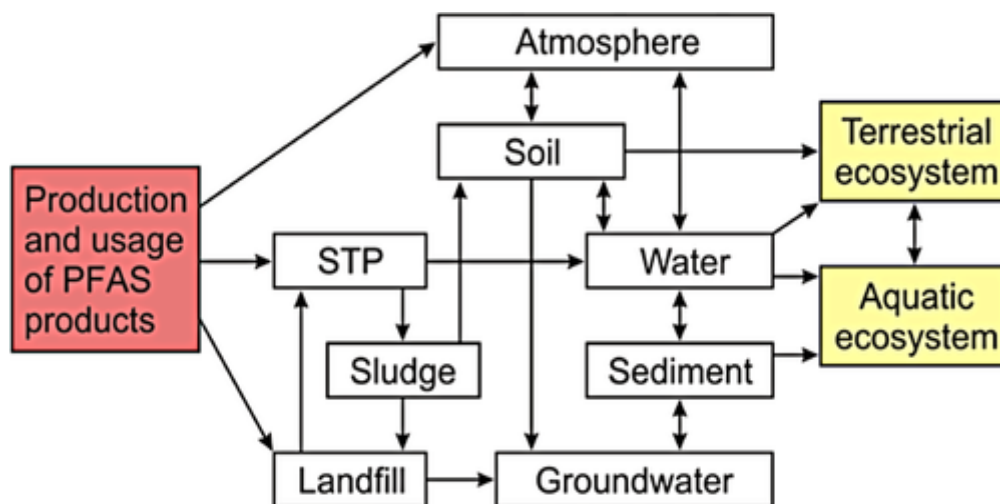 Atmosphere
Soil
Terrestrial
ecosystem
Production
and usage
of PFAS
products
STP
Water
Aquatic
ecosystem
Sludge
Sediment
Landfill
Groundwater